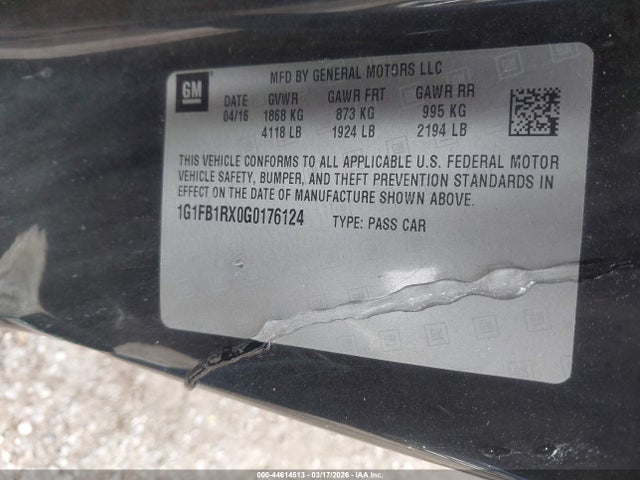 GM
MFD BY GENERAL MOTORS LLC
DATE GVWR GAWR FRT GAWR RR
04/16 1868 KG 873 KG 995 KG
4118 LB 1924 LB 2194 LB
THIS VEHICLE CONFORMS TO ALL APPLICABLE U.S. FEDERAL MOTOR
VEHICLE SAFETY, BUMPER, AND THEFT PREVENTION STANDARDS IN
EFFECT ON THE DATE OF MANUFACTURE SHOWN ABOVE.
1G1FB1RX0G0176124 TYPE: PASS CAR
000-44614513 - 03/17/2026 - Copyright IAA, Inc.